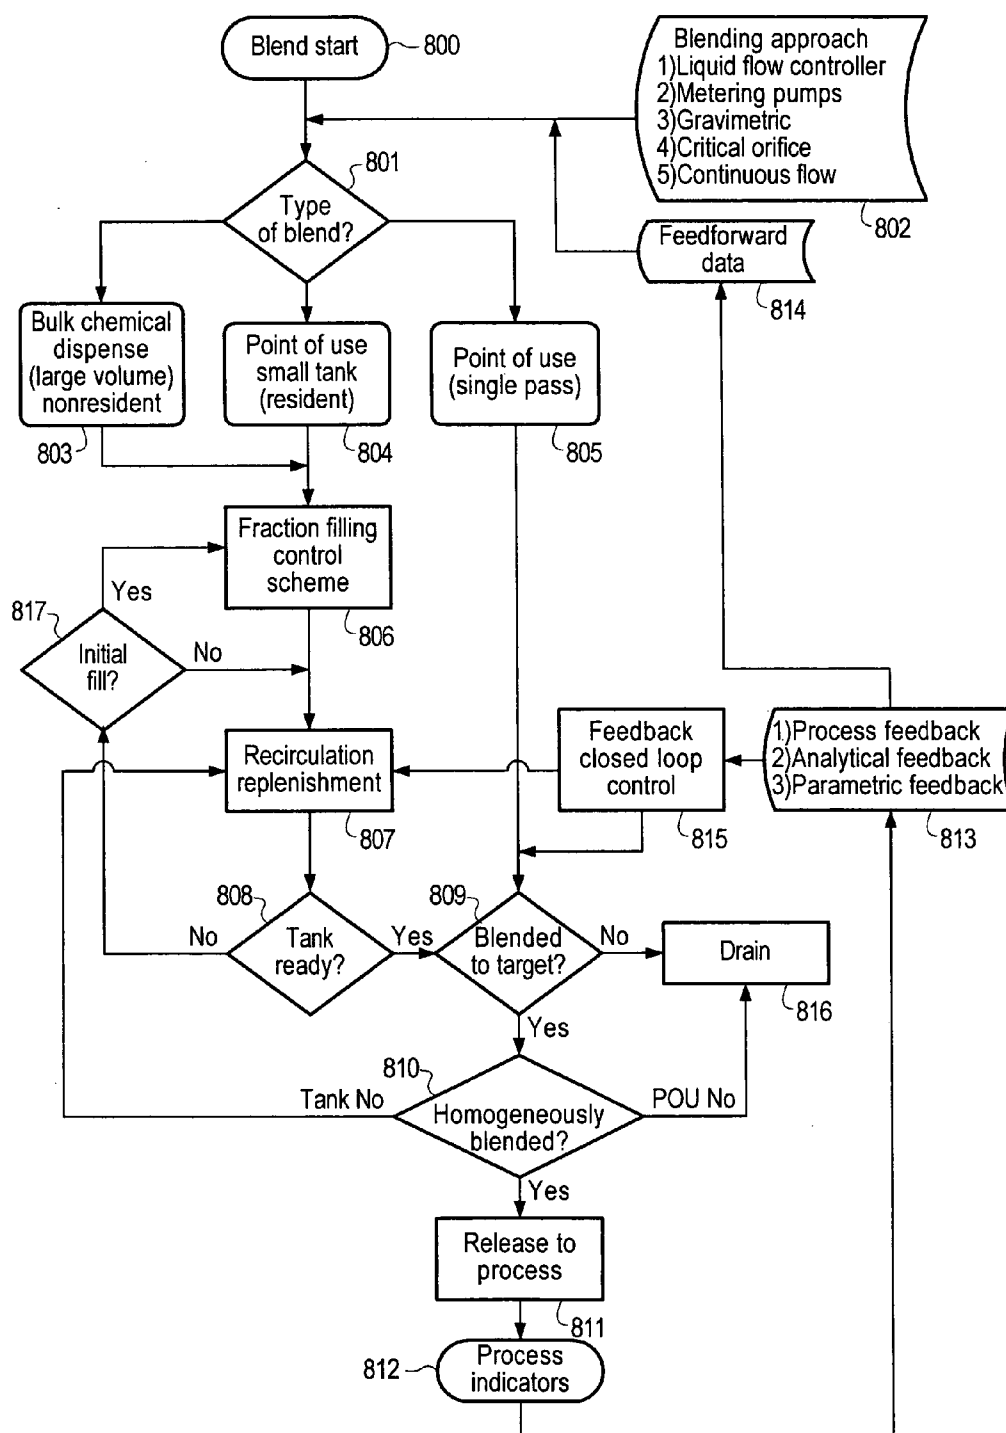 Blend start
800
Blending approach
1)Liquid flow controller
2)Metering pumps
3)Gravimetric
4)Critical orifice
5)Continuous flow
802
801
Type
of blend?
Feedforward
data
814
Bulk chemical
dispense
(large volume)
nonresident
803
Point of use
small tank
(resident)
804
Point of use
(single pass)
805
Fraction filling
control
scheme
806
Yes
817
Initial
fill?
No
Recirculation
replenishment
807
Feedback
closed loop
control
815
1)Process feedback
2)Analytical feedback
3)Parametric feedback
813
808
Tank
ready?
No
Yes
809
Blended
to target?
No
Drain
816
Yes
810
Tank No
Homogeneously
blended?
POU No
Yes
Release to
process
811
812
Process
indicators